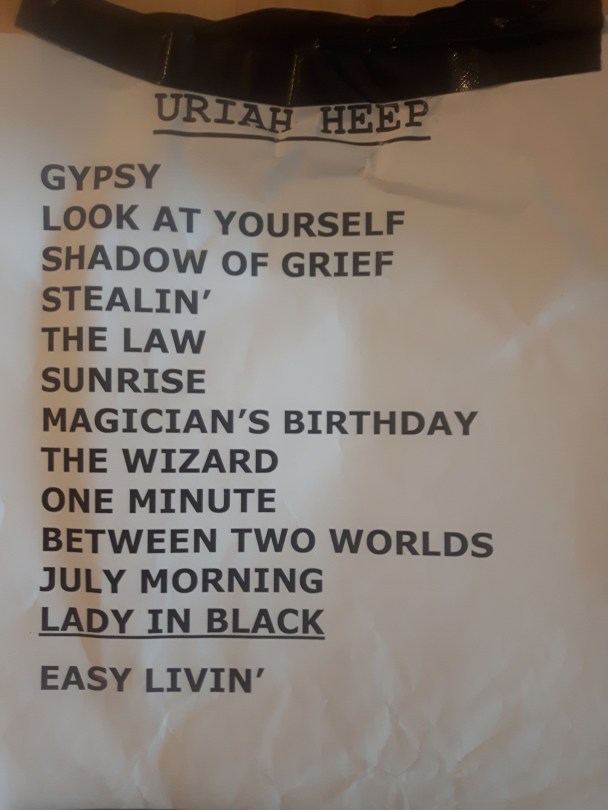 URIAH HEEP
GYPSY
LOOK AT YOURSELF
SHADOW OF GRIEF
STEALIN’
THE LAW
SUNRISE
MAGICIAN’S BIRTHDAY
THE WIZARD
ONE MINUTE
BETWEEN TWO WORLDS
JULY MORNING
LADY IN BLACK
EASY LIVIN’